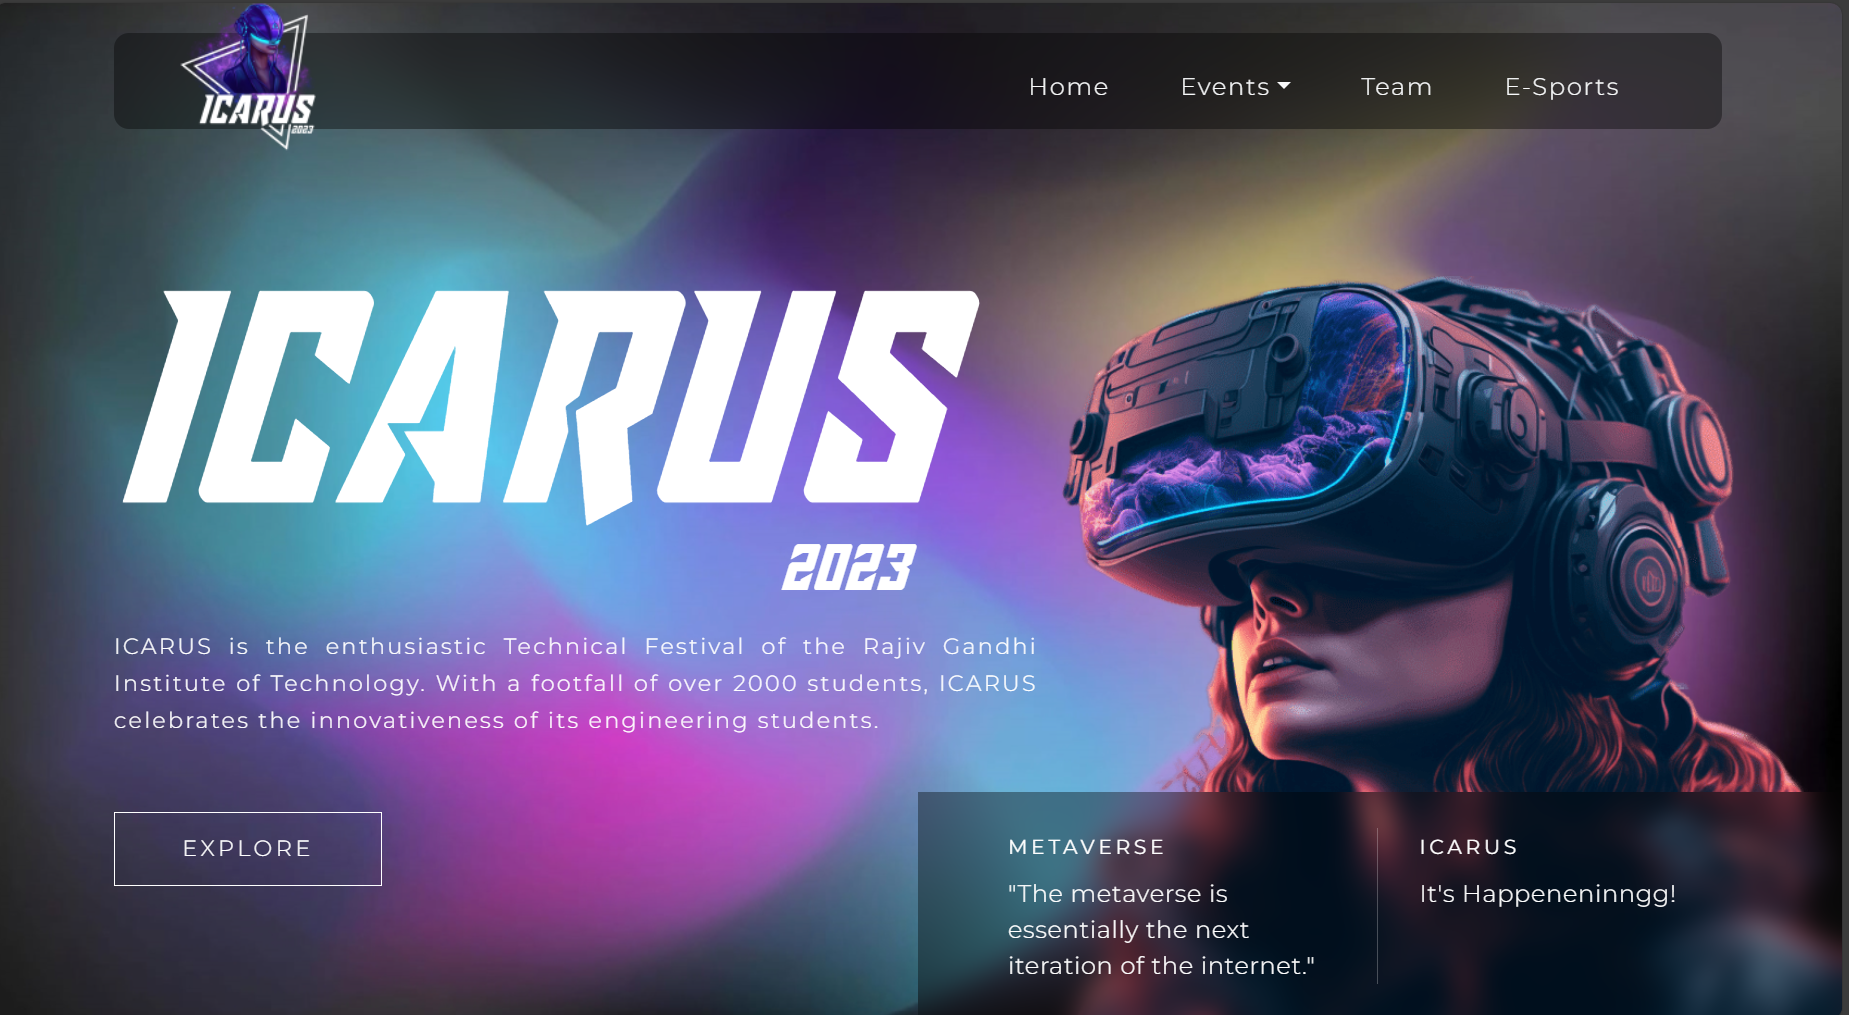 ICARUS
2023
Home Events Team E-Sports
ICARUS
2023
ICARUS is the enthusiastic Technical Festival of the Rajiv Gandhi
Institute of Technology. With a footfall of over 2000 students, ICARUS
celebrates the innovativeness of its engineering students.
EXPLORE
METAVERSE
"The metaverse is
essentially the next
iteration of the internet."
ICARUS
It's Happeneninngg!